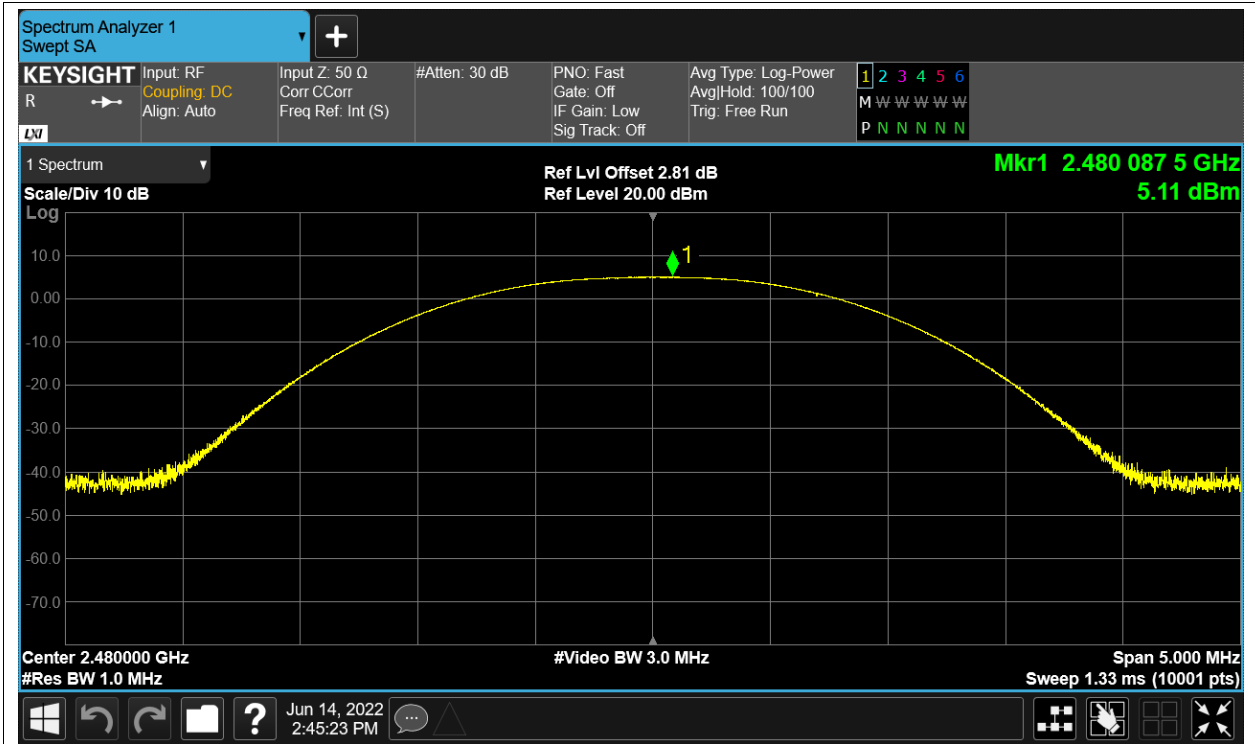 Spectrum Analyzer 1
Swept SA
+
KEYSIGHT
R
LXI
Input: RF
Coupling: DC
Align: Auto
Input Z: 50 Ω
Corr CCorr
Freq Ref: Int (S)
#Atten: 30 dB
PNO: Fast
Gate: Off
IF Gain: Low
Sig Track: Off
Avg Type: Log-Power
Avg|Hold: 100/100
Trig: Free Run
1 2 3 4 5 6
M W W W W W
P N N N N N
1 Spectrum
Scale/Div 10 dB
Log
Ref Lvl Offset 2.81 dB
Ref Level 20.00 dBm
Mkr1 2.480 087 5 GHz
5.11 dBm
1
10.0
0.00
-10.0
-20.0
-30.0
-40.0
-50.0
-60.0
-70.0
Center 2.480000 GHz
#Res BW 1.0 MHz
#Video BW 3.0 MHz
Span 5.000 MHz
Sweep 1.33 ms (10001 pts)
?
Jun 14, 2022
2:45:23 PM